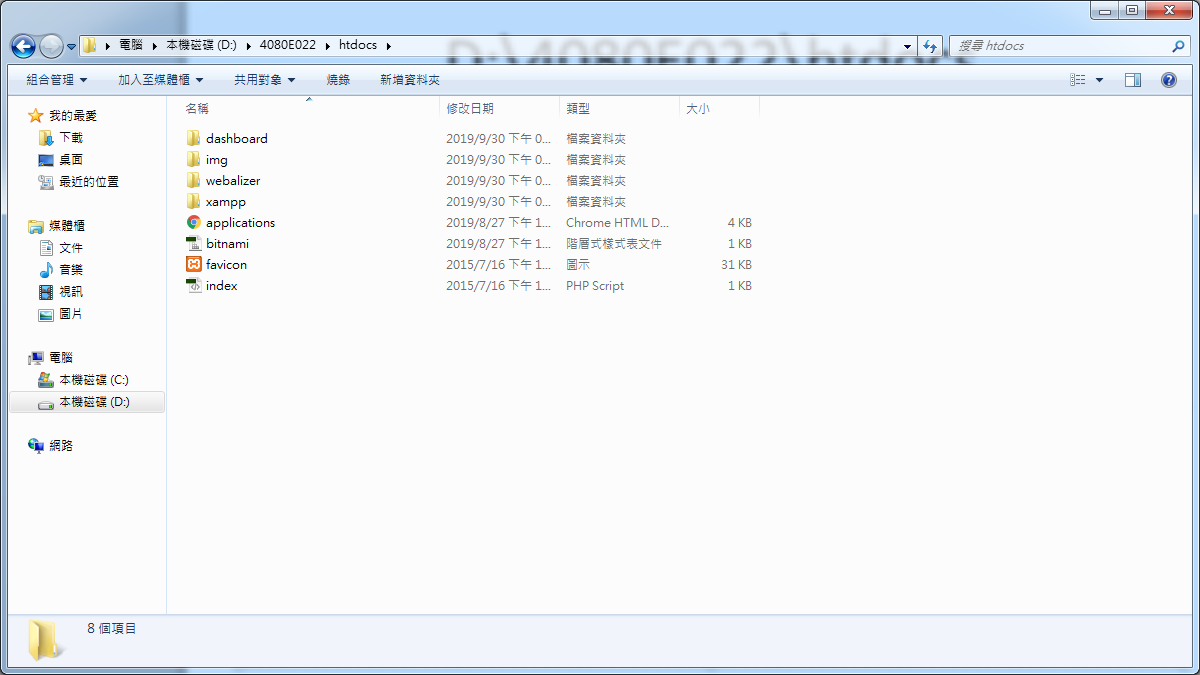 電腦 本機磁碟 (D:) 4080E022 htdocs 搜尋 htdocs
D:\4080E022\htdocs
組合管理 加入至媒體櫃 共用對象 燒錄 新增資料夾
我的最愛
下載
桌面
最近的位置
媒體櫃
文件
音樂
視訊
圖片
電腦
本機磁碟 (C:)
本機磁碟 (D:)
網路
名稱 修改日期 類型 大小
dashboard 2019/9/30 下午 0... 檔案資料夾
img 2019/9/30 下午 0... 檔案資料夾
webalizer 2019/9/30 下午 0... 檔案資料夾
xampp 2019/9/30 下午 0... 檔案資料夾
applications 2019/8/27 下午 1... Chrome HTML D... 4 KB
bitnami 2019/8/27 下午 1... 階層式樣式表文件 1 KB
favicon 2015/7/16 下午 1... 圖示 31 KB
index 2015/7/16 下午 1... PHP Script 1 KB
8 個項目